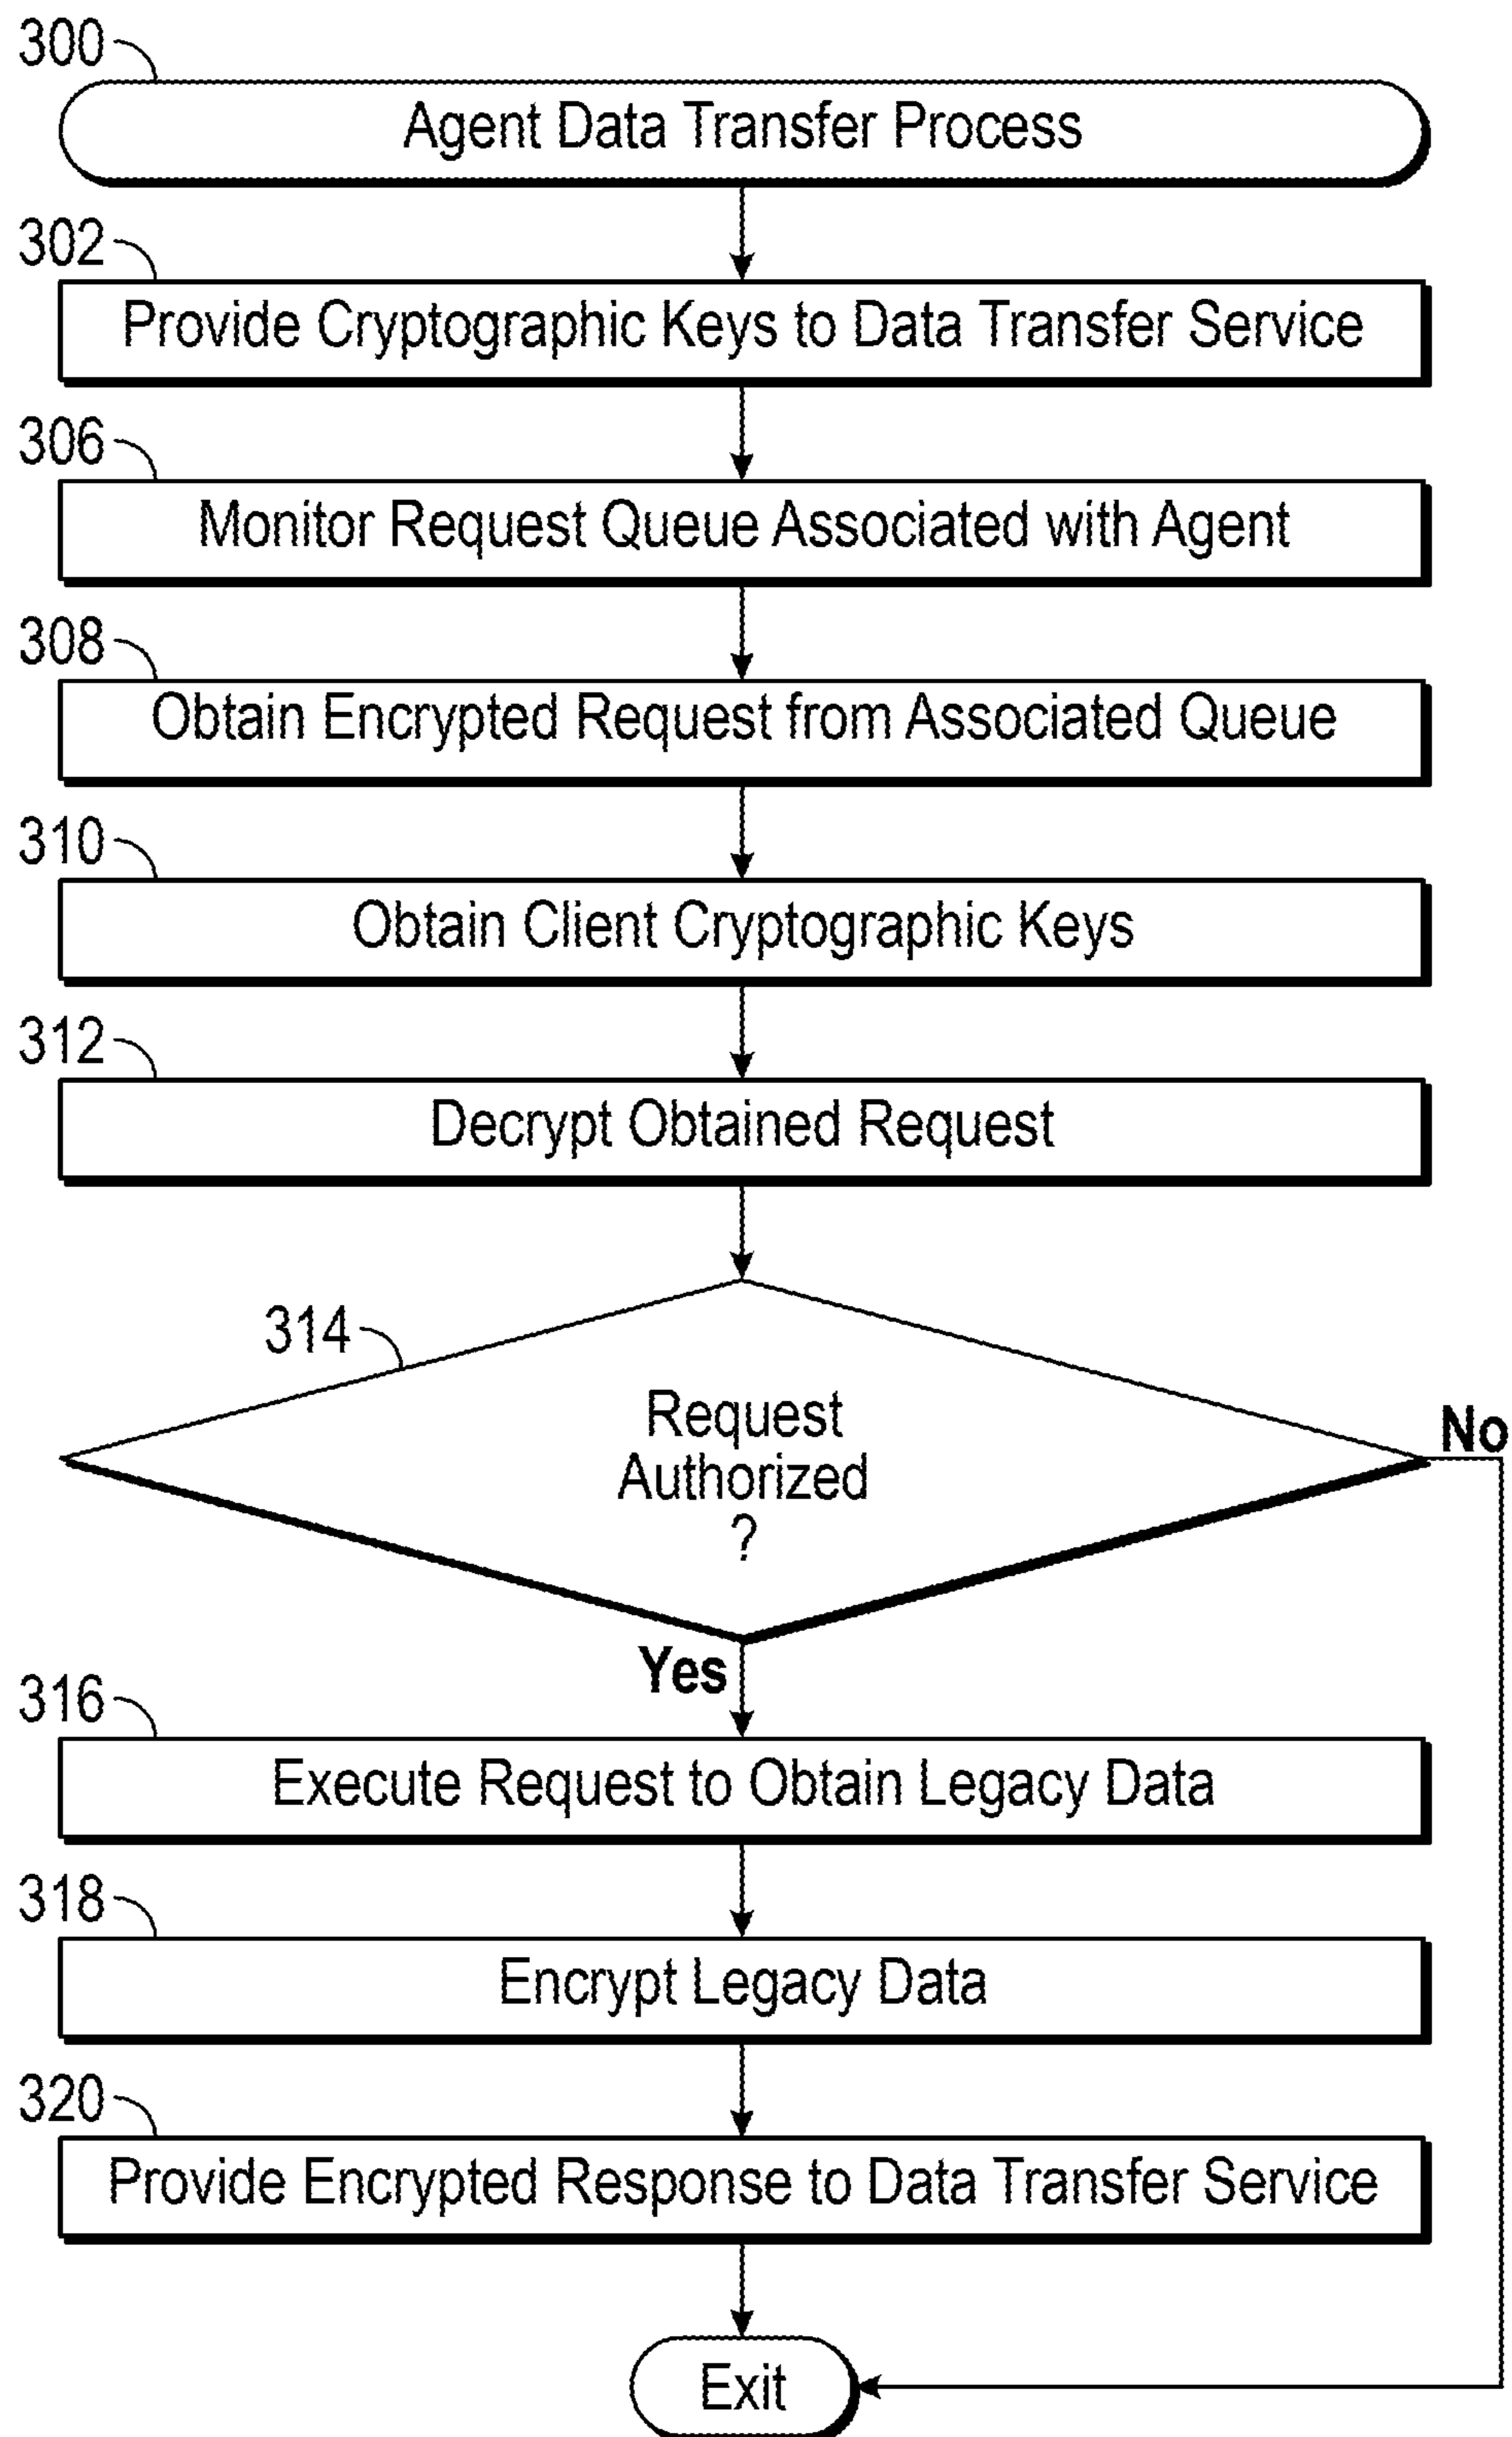 300
Agent Data Transfer Process
302
Provide Cryptographic Keys to Data Transfer Service
306
Monitor Request Queue Associated with Agent
308
Obtain Encrypted Request from Associated Queue
310
Obtain Client Cryptographic Keys
312
Decrypt Obtained Request
314
Request
Authorized
?
No
Yes
316
Execute Request to Obtain Legacy Data
318
Encrypt Legacy Data
320
Provide Encrypted Response to Data Transfer Service
Exit